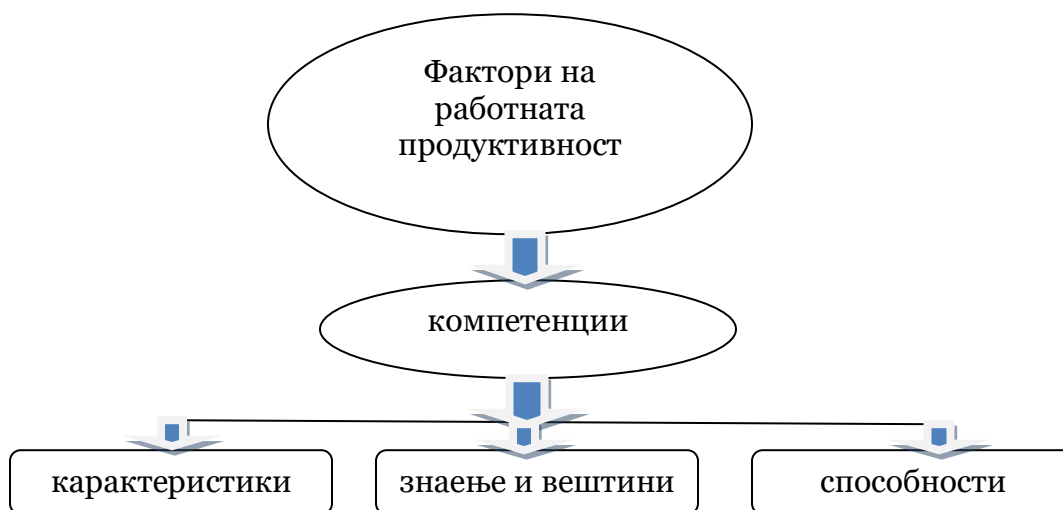 Фактори на
работната
продуктивност
компетенции
карактеристики
знаење и вештини
способности